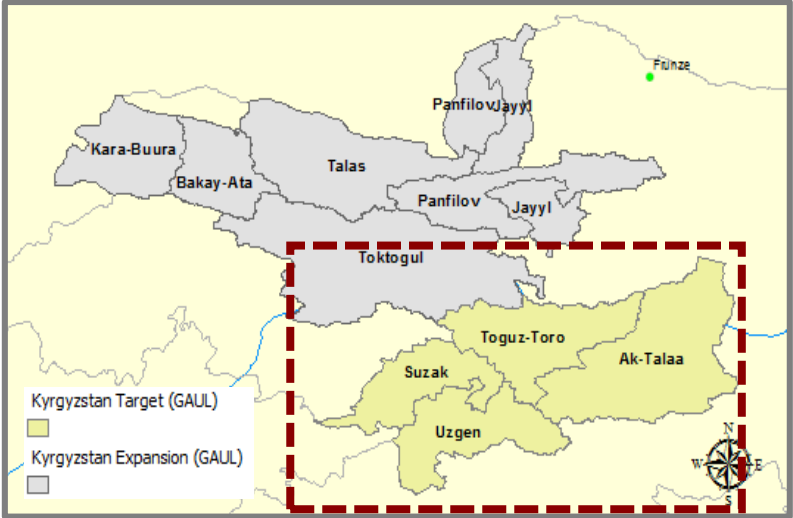 Frunze
Panfilov
Jayyl
Kara-Buura
Talas
Bakay-Ata
Panfilov
Jayyl
Toktogul
Toguz-Toro
Ak-Talaa
Suzak
Uzgen
Kyrgyzstan Target (GAUL)
Kyrgyzstan Expansion (GAUL)
N
W
E
S